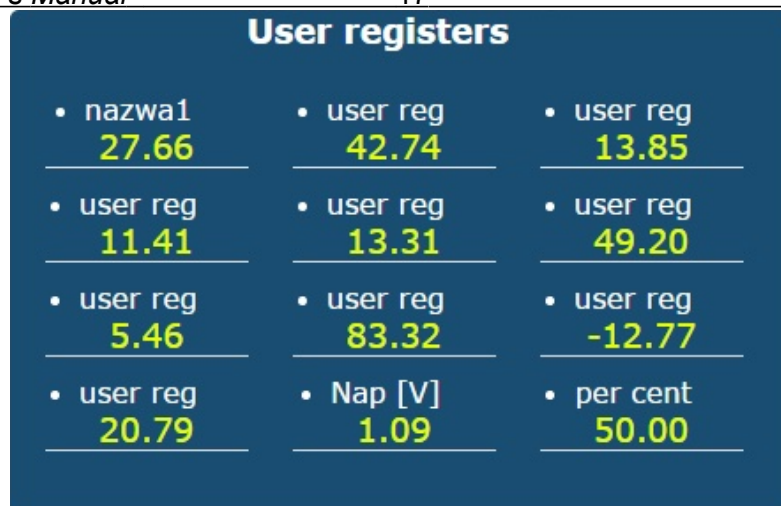 s Manual
User registers
• nazwa1 • user reg • user reg
27.66 42.74 13.85
• user reg • user reg • user reg
11.41 13.31 49.20
• user reg • user reg • user reg
5.46 83.32 -12.77
• user reg • Nap [V] • per cent
20.79 1.09 50.00